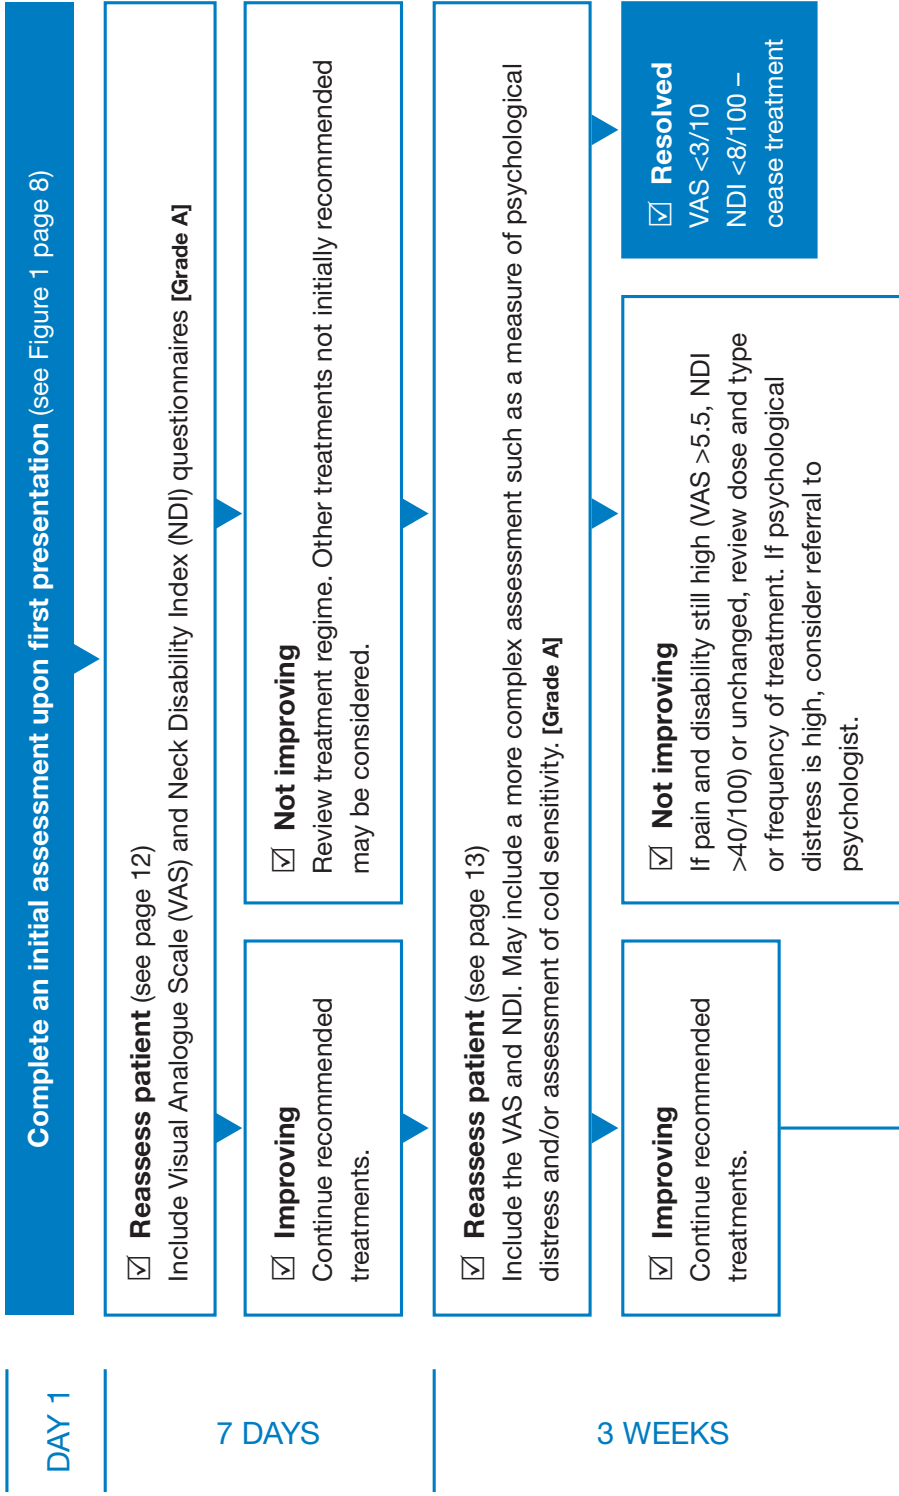 DAY 1
Complete an initial assessment upon first presentation (see Figure 1 page 8)
7 DAYS
☑ Reassess patient (see page 12)
Include Visual Analogue Scale (VAS) and Neck Disability Index (NDI) questionnaires [Grade A]
☑ Improving
Continue recommended
treatments.
☑ Not improving
Review treatment regime. Other treatments not initially recommended
may be considered.
3 WEEKS
☑ Reassess patient (see page 13)
Include the VAS and NDI. May include a more complex assessment such as a measure of psychological
distress and/or assessment of cold sensitivity. [Grade A]
☑ Improving
Continue recommended
treatments.
☑ Not improving
If pain and disability still high (VAS >5.5, NDI
>40/100) or unchanged, review dose and type
or frequency of treatment. If psychological
distress is high, consider referral to
psychologist.
☑ Resolved
VAS <3/10
NDI <8/100 –
cease treatment